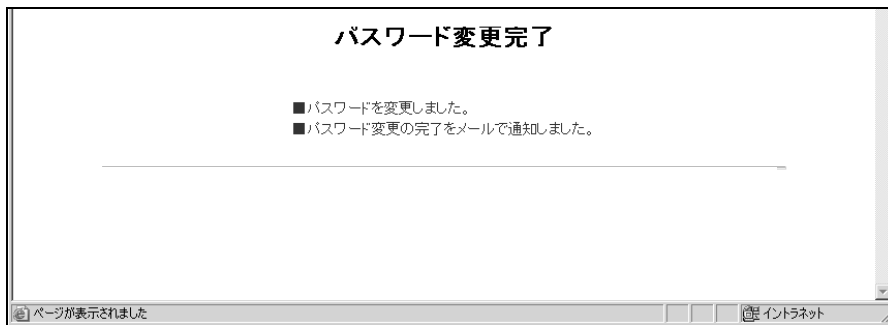 パスワード変更完了
■パスワードを変更しました。
■パスワード変更の完了をメールで通知しました。
ページが表示されました
イントラネット